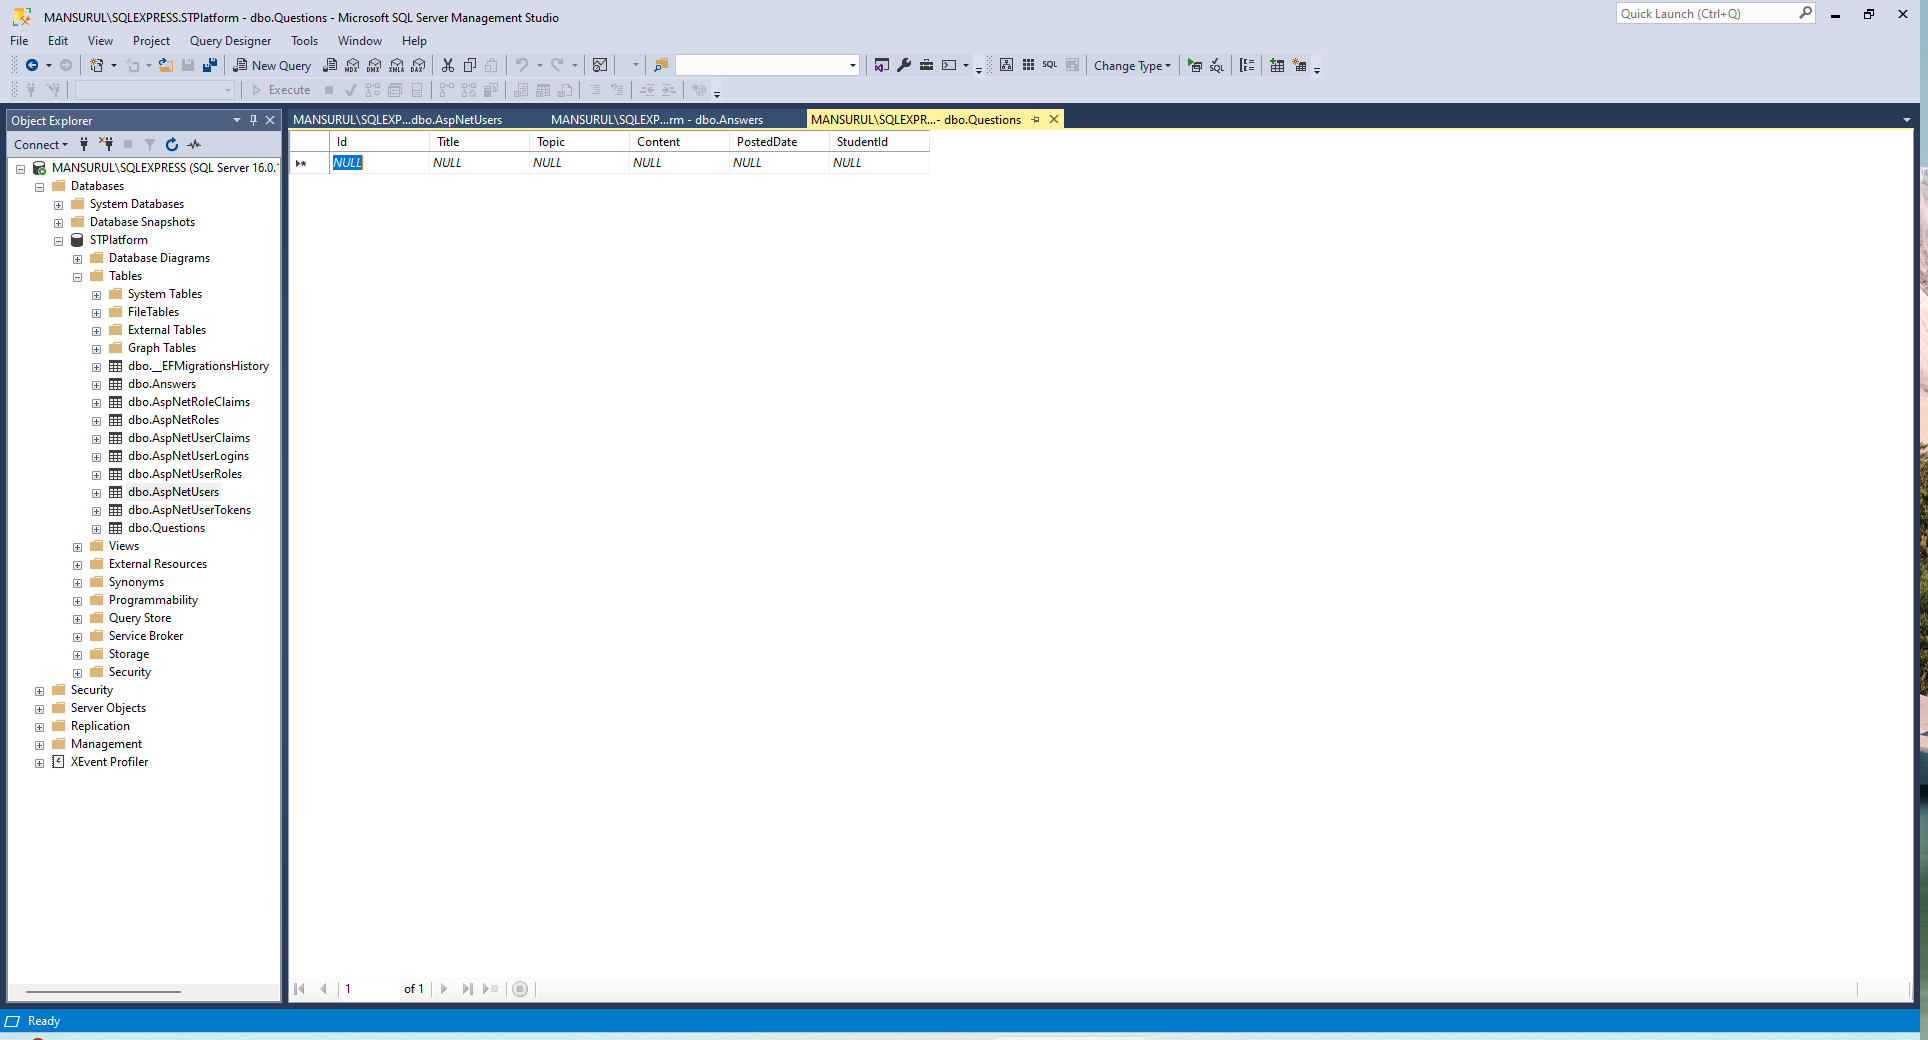 MANSURUL\SQLEXPRESS.STPlatform - dbo.Questions - Microsoft SQL Server Management Studio
Quick Launch (Ctrl+Q)
File Edit View Project Query Designer Tools Window Help
New Query MDX DMX XMLA DAX SQL Change Type SQL
Execute
Object Explorer
MANSURUL\SQLEXP...dbo.AspNetUsers MANSURUL\SQLEXP...rm - dbo.Answers MANSURUL\SQLEXPR...- dbo.Questions
Connect
Id Title Topic Content PostedDate StudentId
NULL NULL NULL NULL NULL NULL
MANSURUL\SQLEXPRESS (SQL Server 16.0.
Databases
System Databases
Database Snapshots
STPlatform
Database Diagrams
Tables
System Tables
FileTables
External Tables
Graph Tables
dbo.__EFMigrationsHistory
dbo.Answers
dbo.AspNetRoleClaims
dbo.AspNetRoles
dbo.AspNetUserClaims
dbo.AspNetUserLogins
dbo.AspNetUserRoles
dbo.AspNetUsers
dbo.AspNetUserTokens
dbo.Questions
Views
External Resources
Synonyms
Programmability
Query Store
Service Broker
Storage
Security
Security
Server Objects
Replication
Management
XEvent Profiler
1 of 1
Ready